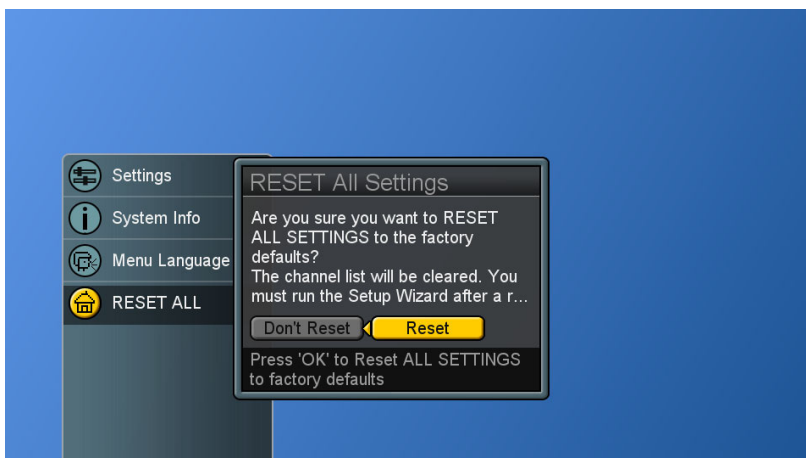 Settings
System Info
Menu Language
RESET ALL
RESET All Settings
Are you sure you want to RESET
ALL SETTINGS to the factory
defaults?
The channel list will be cleared. You
must run the Setup Wizard after a r...
Don't Reset
Reset
Press 'OK' to Reset ALL SETTINGS
to factory defaults